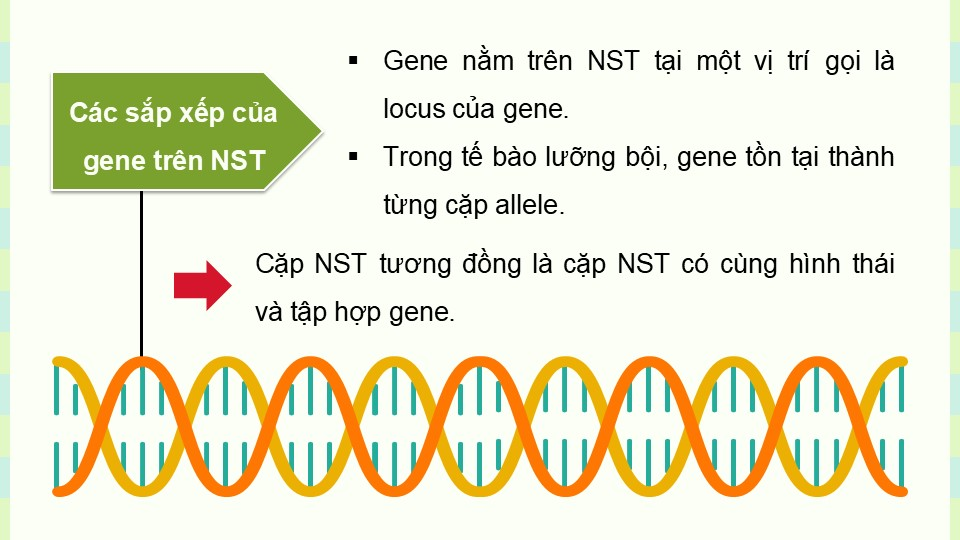 Các sắp xếp của
gene trên NST
▪ Gene nằm trên NST tại một vị trí gọi là
locus của gene.
▪ Trong tế bào lưỡng bội, gene tồn tại thành
từng cặp allele.
Cặp NST tương đồng là cặp NST có cùng hình thái
và tập hợp gene.